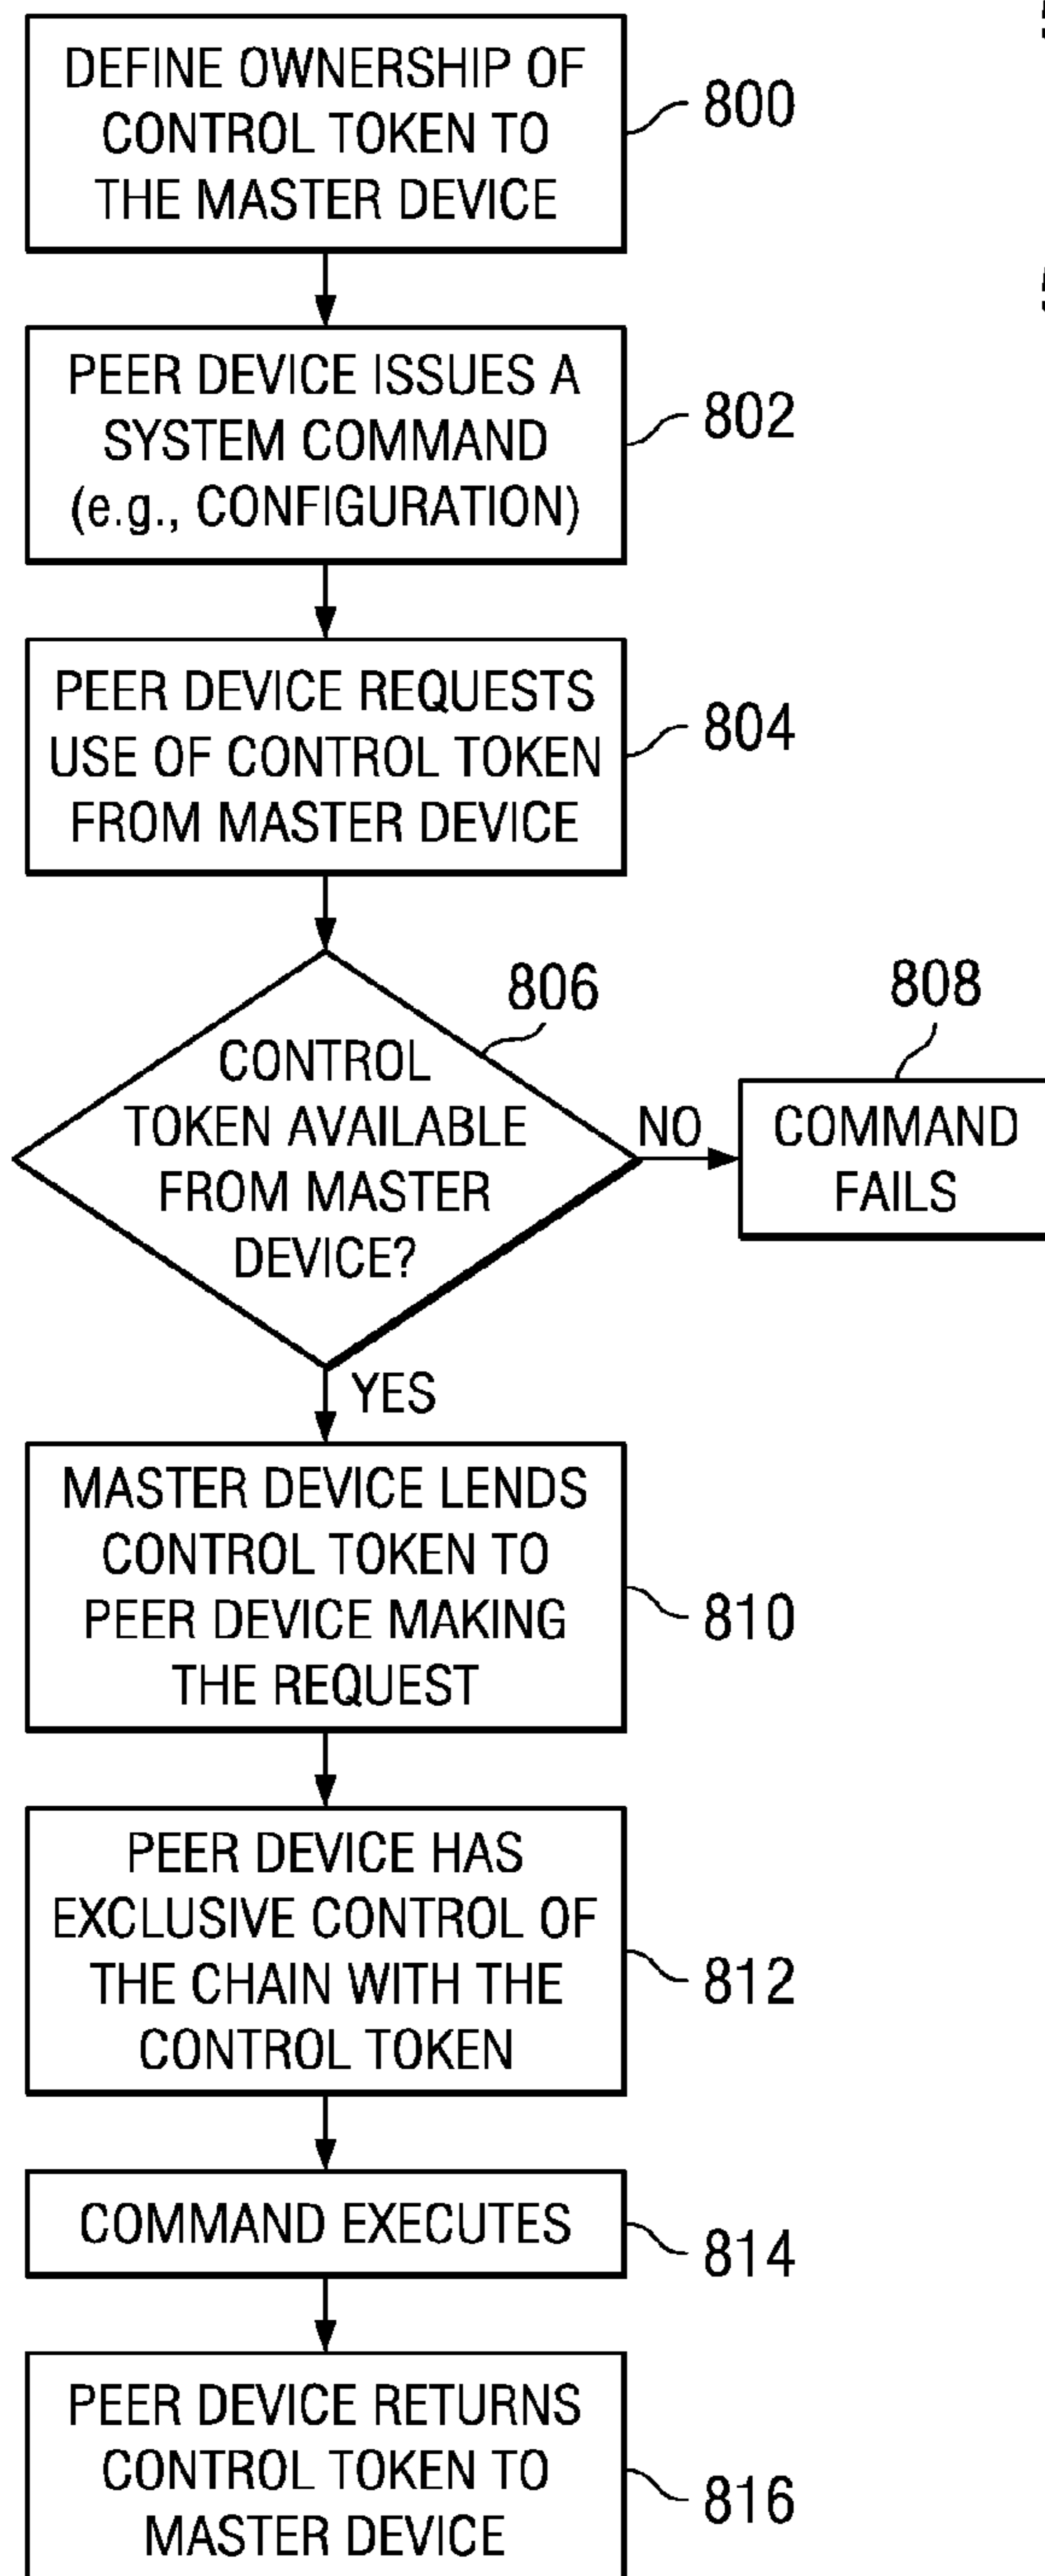 DEFINE OWNERSHIP OF
CONTROL TOKEN TO
THE MASTER DEVICE
800
PEER DEVICE ISSUES A
SYSTEM COMMAND
(e.g., CONFIGURATION)
802
PEER DEVICE REQUESTS
USE OF CONTROL TOKEN
FROM MASTER DEVICE
804
806
CONTROL
TOKEN AVAILABLE
FROM MASTER
DEVICE?
NO
808
COMMAND
FAILS
YES
MASTER DEVICE LENDS
CONTROL TOKEN TO
PEER DEVICE MAKING
THE REQUEST
810
PEER DEVICE HAS
EXCLUSIVE CONTROL OF
THE CHAIN WITH THE
CONTROL TOKEN
812
COMMAND EXECUTES
814
PEER DEVICE RETURNS
CONTROL TOKEN TO
MASTER DEVICE
816